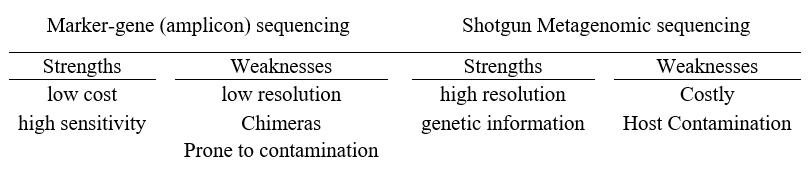 Marker-gene (amplicon) sequencing Shotgun Metagenomic sequencing
Strengths Weaknesses Strengths Weaknesses
low cost low resolution high resolution Costly
high sensitivity Chimeras genetic information Host Contamination
Prone to contamination